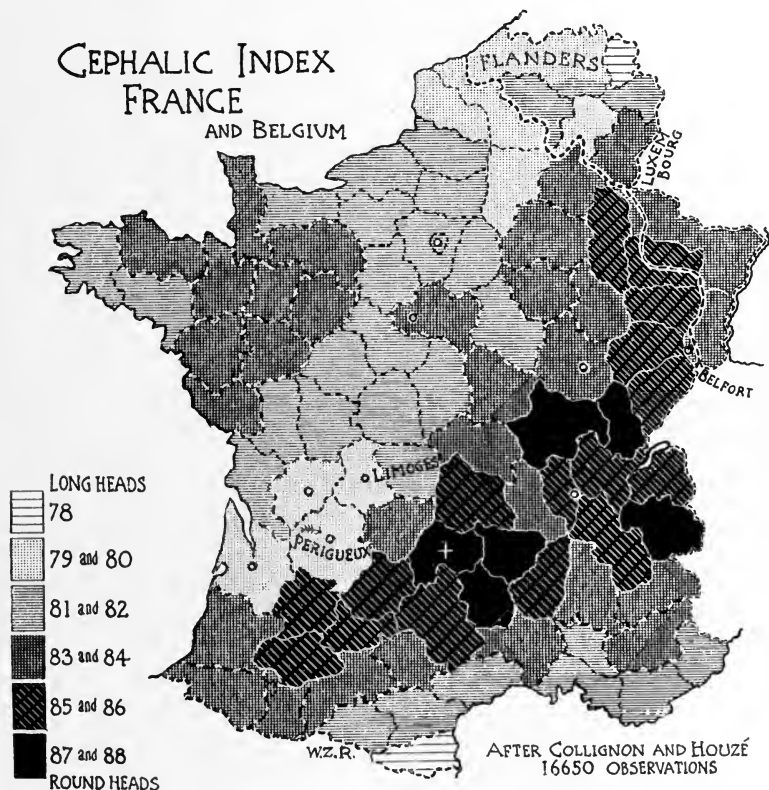 CEPHALIC INDEX
FRANCE
AND BELGIUM
FLANDERS
LUXEM
BOURG
BELFORT
LIMOGES
PÉRIGUEUX
LONG HEADS
78
79 and 80
81 and 82
83 and 84
85 and 86
87 and 88
ROUND HEADS
W.Z.R.
AFTER COLLIGNON AND HOUZÉ
16650 OBSERVATIONS